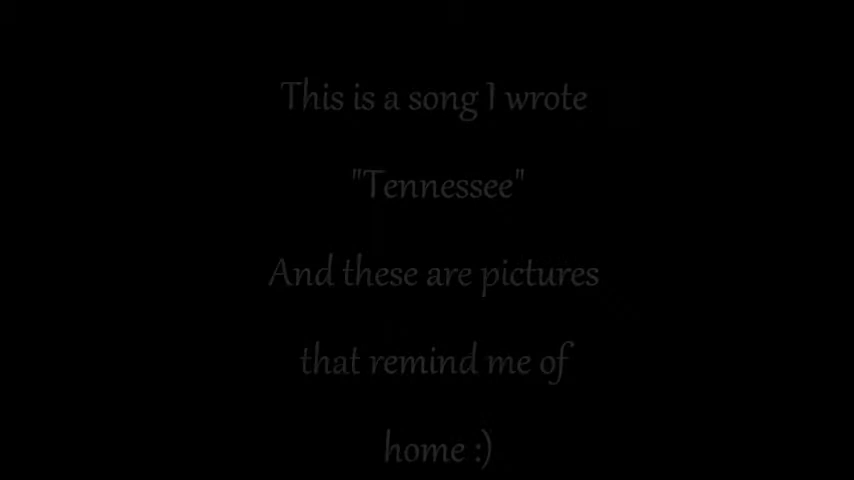 This is a song I wrote
"Tennessee"
And these are pictures
that remind me of
home :)